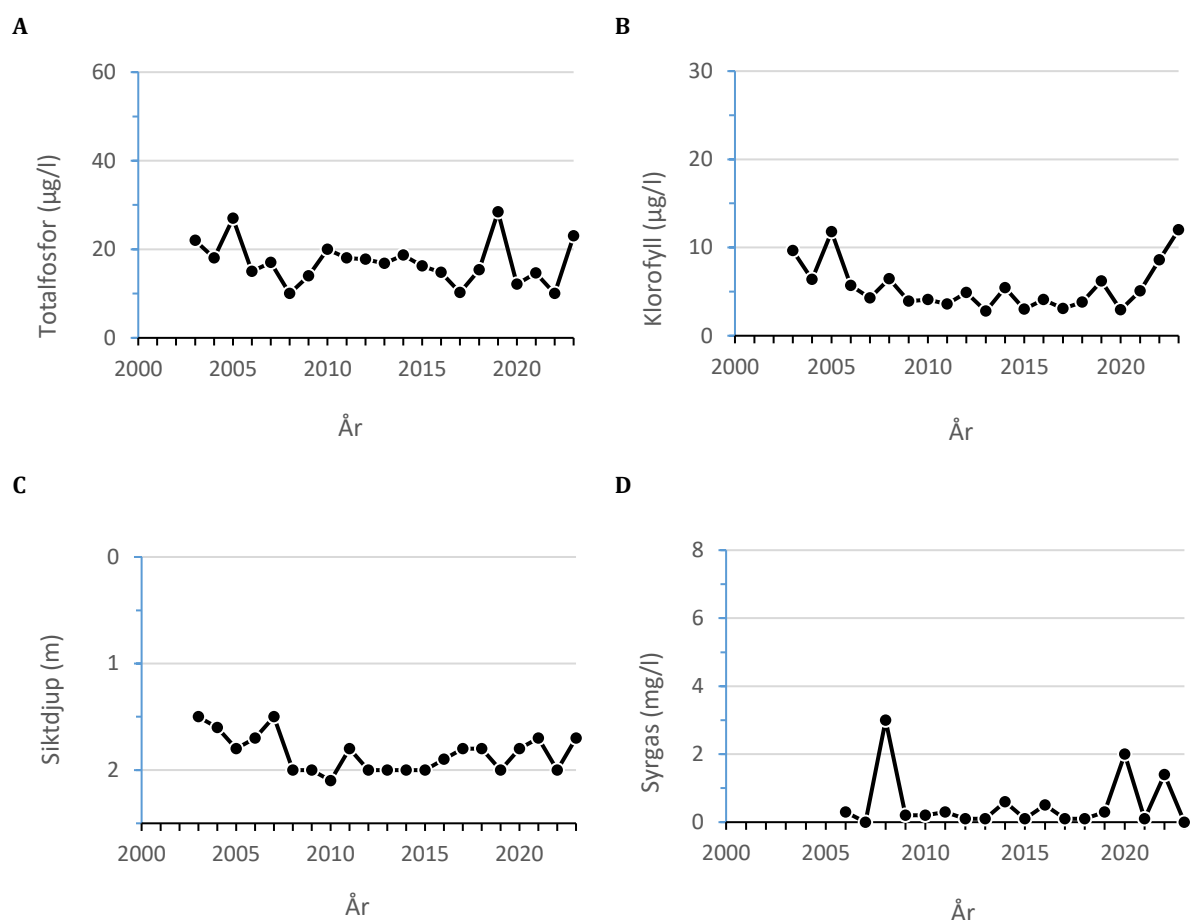 A
60
40
20
0
Totalfosfor (µg/l)
2000 2005 2010 2015 2020
År
B
30
20
10
0
Klorofyll (µg/l)
2000 2005 2010 2015 2020
År
C
0
1
2
Siktdjup (m)
2000 2005 2010 2015 2020
År
D
8
6
4
2
0
Syrgas (mg/l)
2000 2005 2010 2015 2020
År